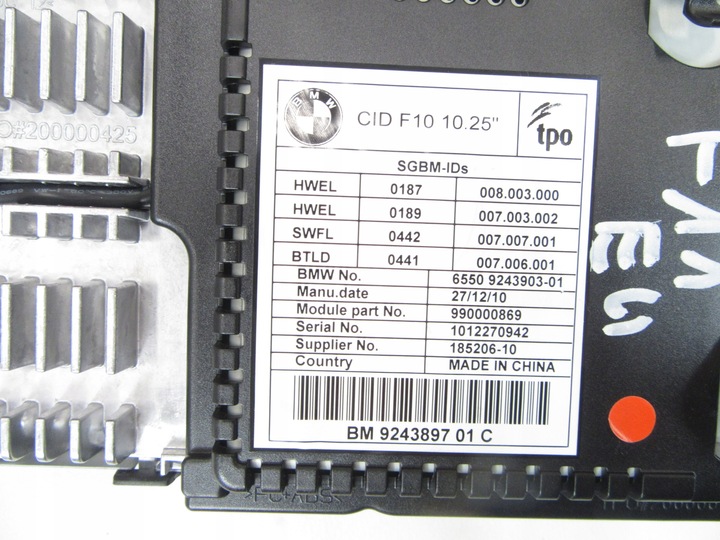 BMW
CID F10 10.25"
tpo
SGBM-IDs
HWEL 0187 008.003.000
HWEL 0189 007.003.002
SWFL 0442 007.007.001
BTLD 0441 007.006.001
BMW No. 6550 9243903-01
Manu.date 27/12/10
Module part No. 990000869
Serial No. 1012270942
Supplier No. 185206-10
Country MADE IN CHINA
BM 9243897 01 C
O#200000425
>PC+ABS<